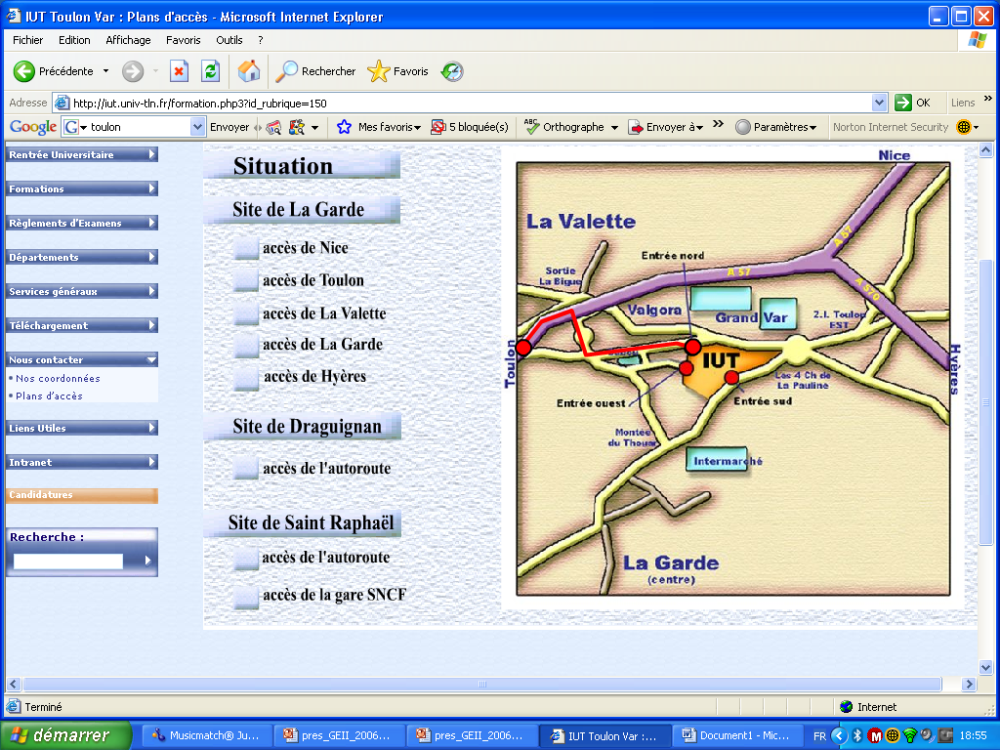 IUT Toulon Var : Plans d'accès - Microsoft Internet Explorer
Fichier Edition Affichage Favoris Outils ?
Précédente Rechercher Favoris
Adresse http://iut.univ-tln.fr/formation.php3?id_rubrique=150 OK Liens »
Google G toulon Envoyer Mes favoris 5 bloquée(s) ABC Orthographe Envoyer à » Paramètres Norton Internet Security
Rentrée Universitaire
Formations
Règlements d'Examens
Départements
Services généraux
Téléchargement
Nous contacter
• Nos coordonnées
• Plans d'accès
Liens Utiles
Intranet
Candidatures
Recherche :
Situation
Site de La Garde
accès de Nice
accès de Toulon
accès de La Valette
accès de La Garde
accès de Hyères
Site de Draguignan
accès de l'autoroute
Site de Saint Raphaël
accès de l'autoroute
accès de la gare SNCF
Nice
La Valette
A 57
Entrée nord
Sortie
La Bigue
A 57
A 570
Valgora
Grand Var
2.I. Toulon
EST
Toulon
IUT
Hyères
Les 4 Ch de
La Pauline
Entrée ouest
Entrée sud
Montée
du Thouar
Intermarché
La Garde
(centre)
Terminé Internet
démarrer Musicmatch® Ju... pres_GEII_2006... pres_GEII_2006... IUT Toulon Var :... Document1 - Mic... FR 18:55